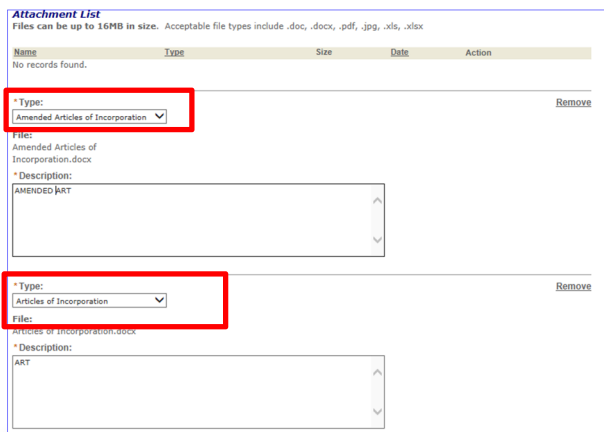 Attachment List
Files can be up to 16MB in size. Acceptable file types include .doc, .docx, .pdf, .jpg, .xls, .xlsx
Name Type Size Date Action
No records found.
*Type: Remove
Amended Articles of Incorporation
File:
Amended Articles of
Incorporation.docx
*Description:
AMENDED ART
*Type: Remove
Articles of Incorporation
File:
Articles of Incorporation.docx
*Description:
ART